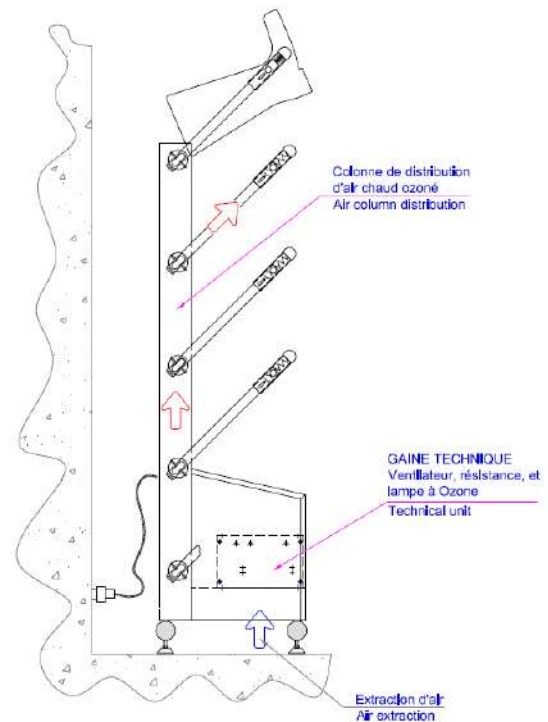 Colonne de distribution
d'air chaud ozoné
Air column distribution
GAINE TECHNIQUE
Ventilateur, résistance, et
lampe à Ozone
Technical unit
Extraction d'air
Air extraction